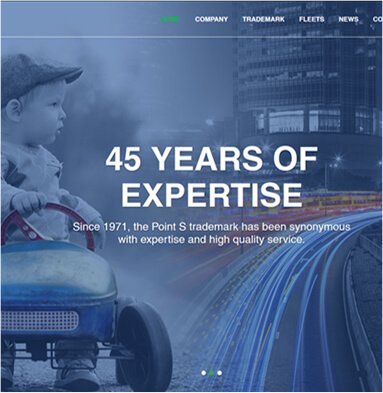 HOME COMPANY TRADEMARK FLEETS NEWS CO
45 YEARS OF
EXPERTISE
Since 1971, the Point S trademark has been synonymous
with expertise and high quality service.